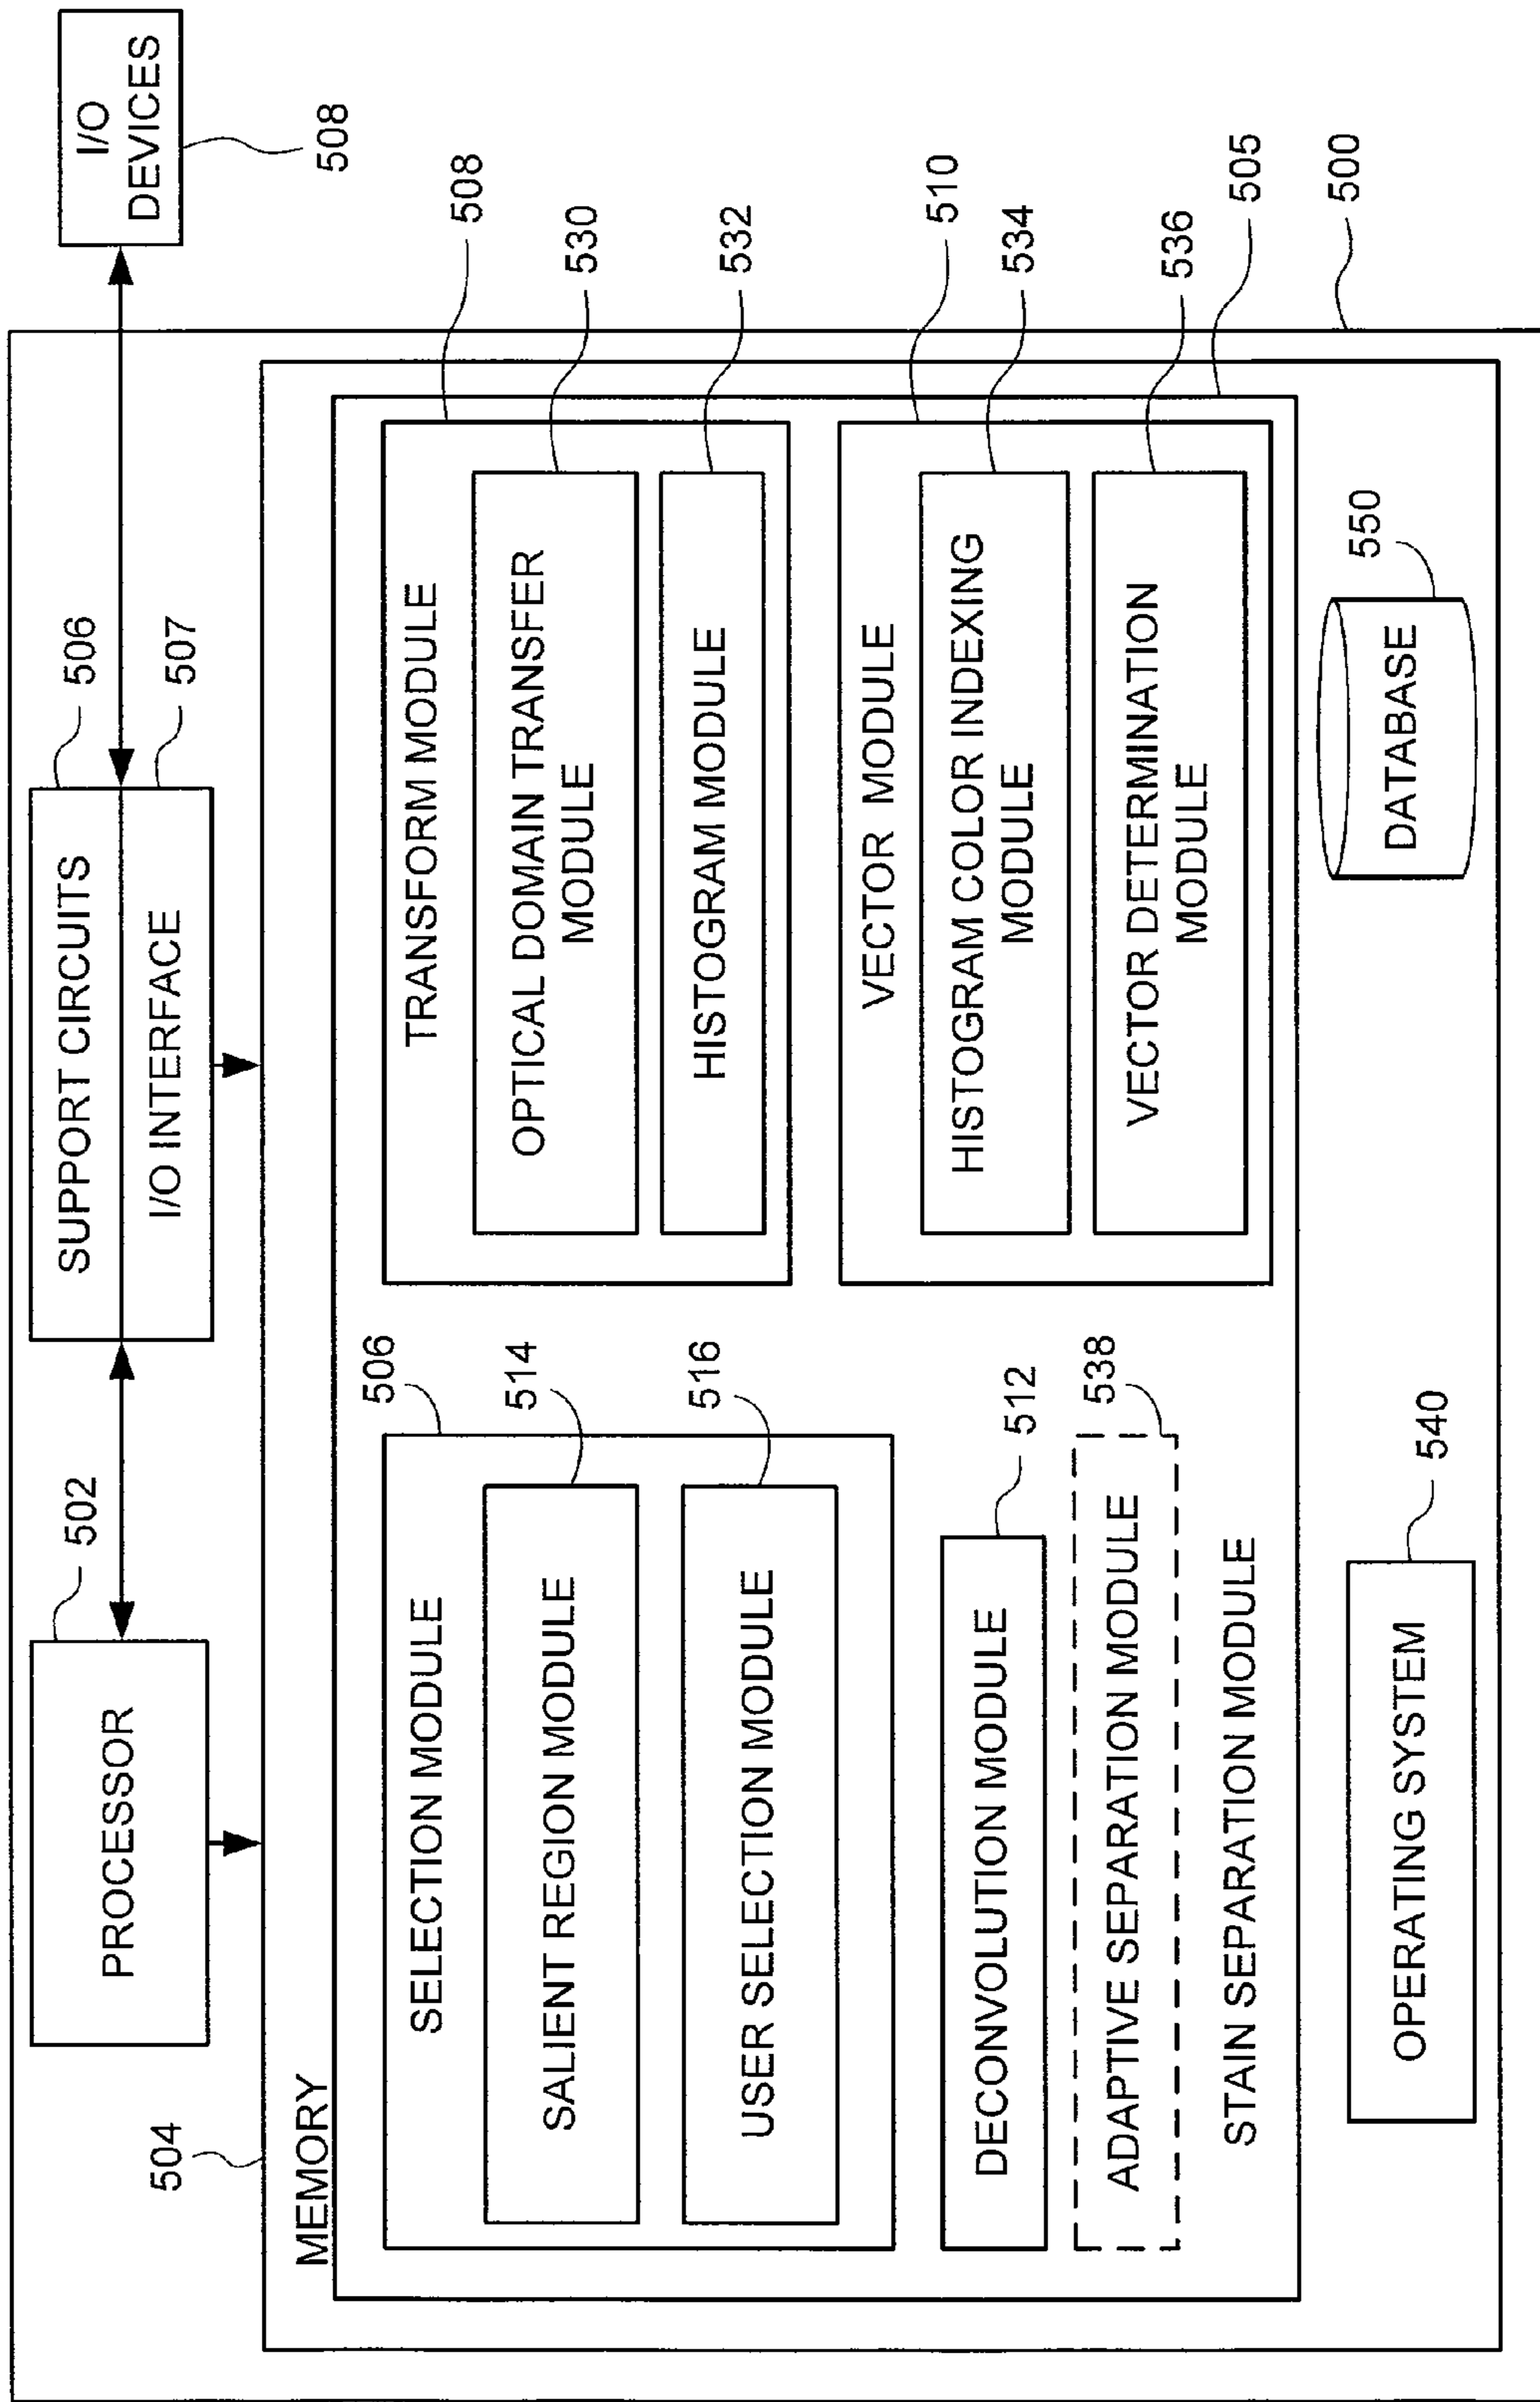 502
PROCESSOR
506
SUPPORT CIRCUITS
507
I/O INTERFACE
I/O
DEVICES
508
504
MEMORY
506
SELECTION MODULE
514
SALIENT REGION MODULE
516
USER SELECTION MODULE
512
DECONVOLUTION MODULE
538
ADAPTIVE SEPARATION MODULE
STAIN SEPARATION MODULE
508
TRANSFORM MODULE
530
OPTICAL DOMAIN TRANSFER
MODULE
532
HISTOGRAM MODULE
510
VECTOR MODULE
534
HISTOGRAM COLOR INDEXING
MODULE
536
VECTOR DETERMINATION
MODULE
505
500
540
OPERATING SYSTEM
550
DATABASE